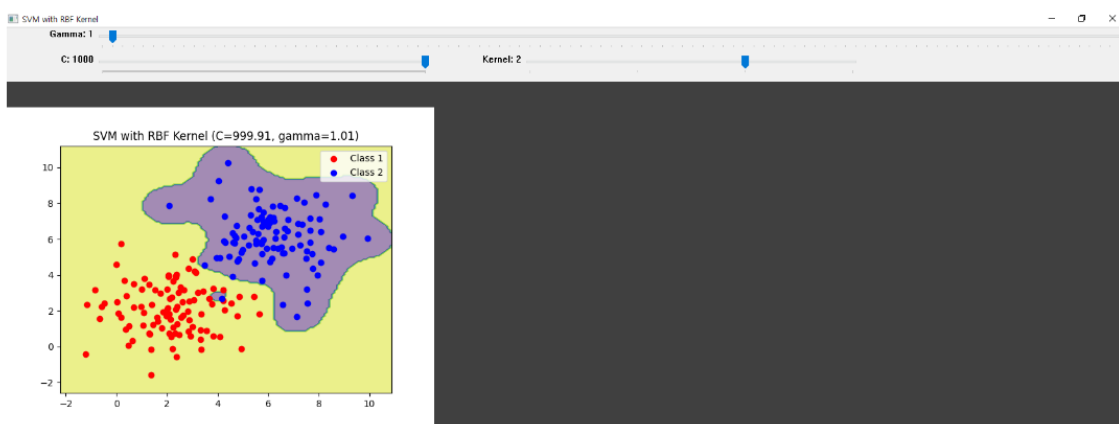 SVM with RBF Kernel
Gamma: 1
C: 1000 Kernel: 2
SVM with RBF Kernel (C=999.91, gamma=1.01)
Class 1
Class 2
10
8
6
4
2
0
−2
−2 0 2 4 6 8 10